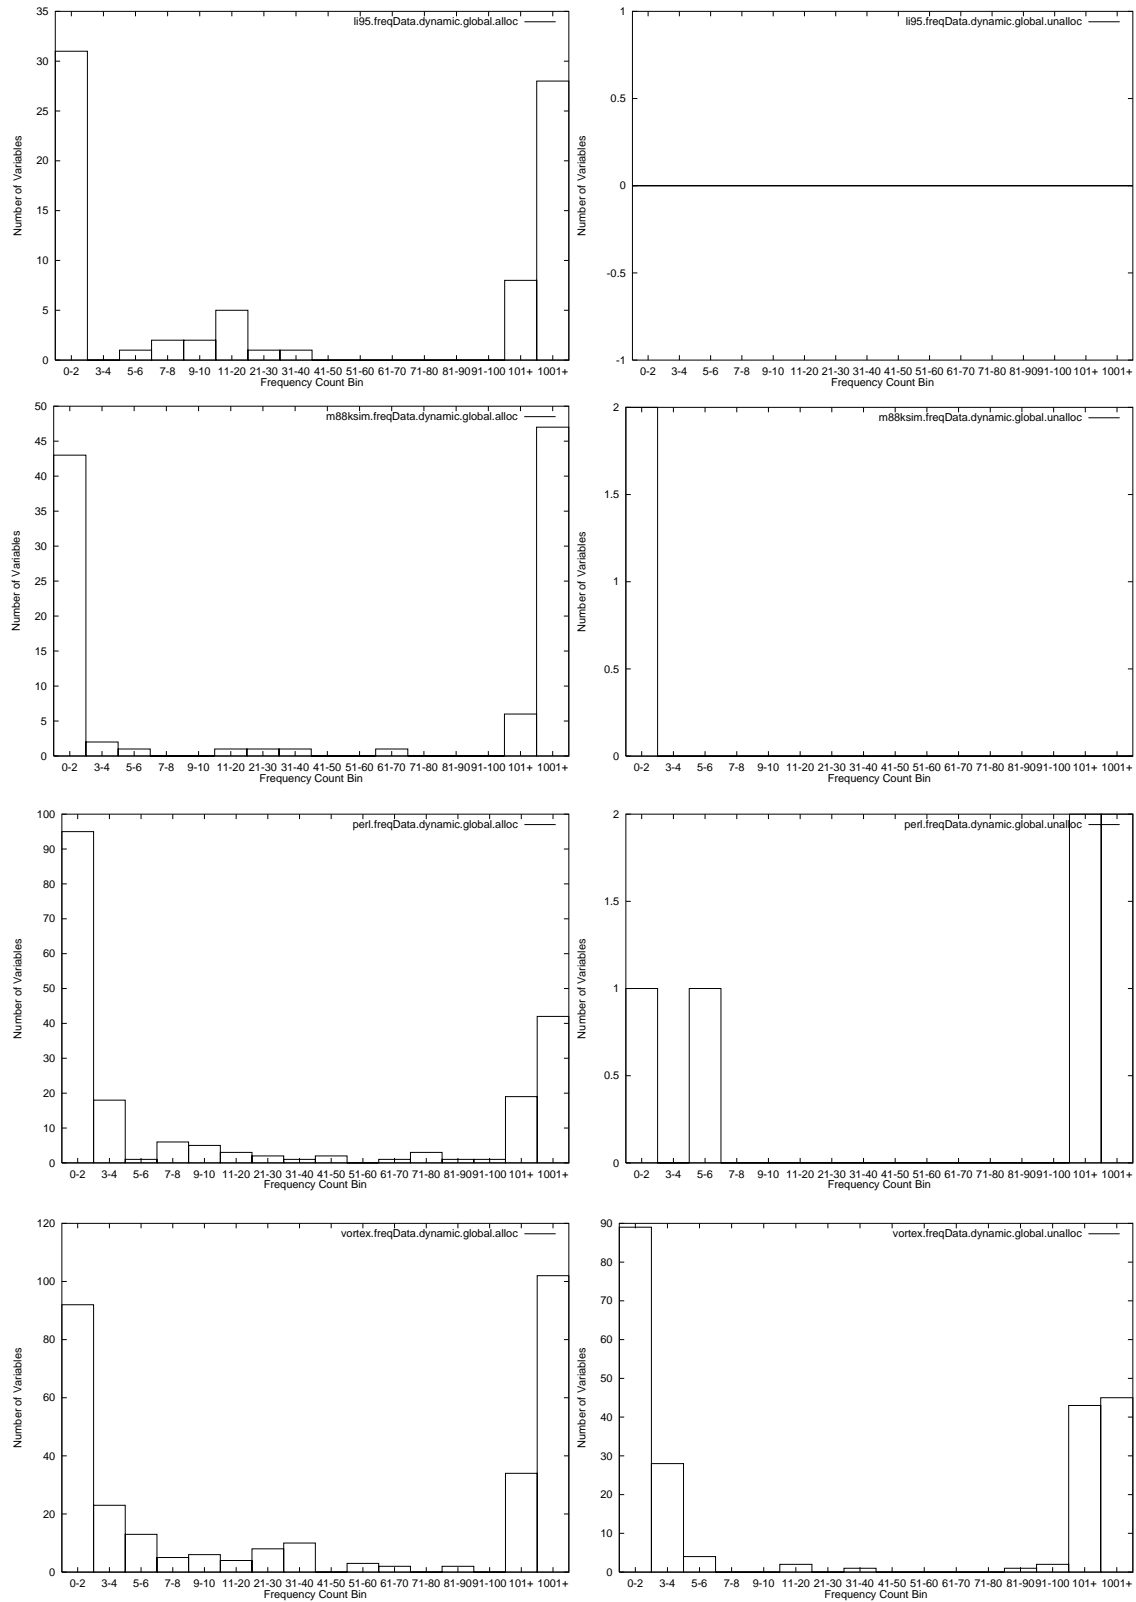 35
30
25
20
15
10
5
0
Number of Variables
li95.freqData.dynamic.global.alloc
0-2 3-4 5-6 7-8 9-10 11-20 21-30 31-40 41-50 51-60 61-70 71-80 81-90 91-100 101+ 1001+
Frequency Count Bin
1
0.5
0
-0.5
-1
Number of Variables
li95.freqData.dynamic.global.unalloc
0-2 3-4 5-6 7-8 9-10 11-20 21-30 31-40 41-50 51-60 61-70 71-80 81-90 91-100 101+ 1001+
Frequency Count Bin
50
45
40
35
30
25
20
15
10
5
0
Number of Variables
m88ksim.freqData.dynamic.global.alloc
0-2 3-4 5-6 7-8 9-10 11-20 21-30 31-40 41-50 51-60 61-70 71-80 81-90 91-100 101+ 1001+
Frequency Count Bin
2
1.5
1
0.5
0
Number of Variables
m88ksim.freqData.dynamic.global.unalloc
0-2 3-4 5-6 7-8 9-10 11-20 21-30 31-40 41-50 51-60 61-70 71-80 81-90 91-100 101+ 1001+
Frequency Count Bin
100
90
80
70
60
50
40
30
20
10
0
Number of Variables
perl.freqData.dynamic.global.alloc
0-2 3-4 5-6 7-8 9-10 11-20 21-30 31-40 41-50 51-60 61-70 71-80 81-90 91-100 101+ 1001+
Frequency Count Bin
2
1.5
1
0.5
0
Number of Variables
perl.freqData.dynamic.global.unalloc
0-2 3-4 5-6 7-8 9-10 11-20 21-30 31-40 41-50 51-60 61-70 71-80 81-90 91-100 101+ 1001+
Frequency Count Bin
120
100
80
60
40
20
0
Number of Variables
vortex.freqData.dynamic.global.alloc
0-2 3-4 5-6 7-8 9-10 11-20 21-30 31-40 41-50 51-60 61-70 71-80 81-90 91-100 101+ 1001+
Frequency Count Bin
90
80
70
60
50
40
30
20
10
0
Number of Variables
vortex.freqData.dynamic.global.unalloc
0-2 3-4 5-6 7-8 9-10 11-20 21-30 31-40 41-50 51-60 61-70 71-80 81-90 91-100 101+ 1001+
Frequency Count Bin